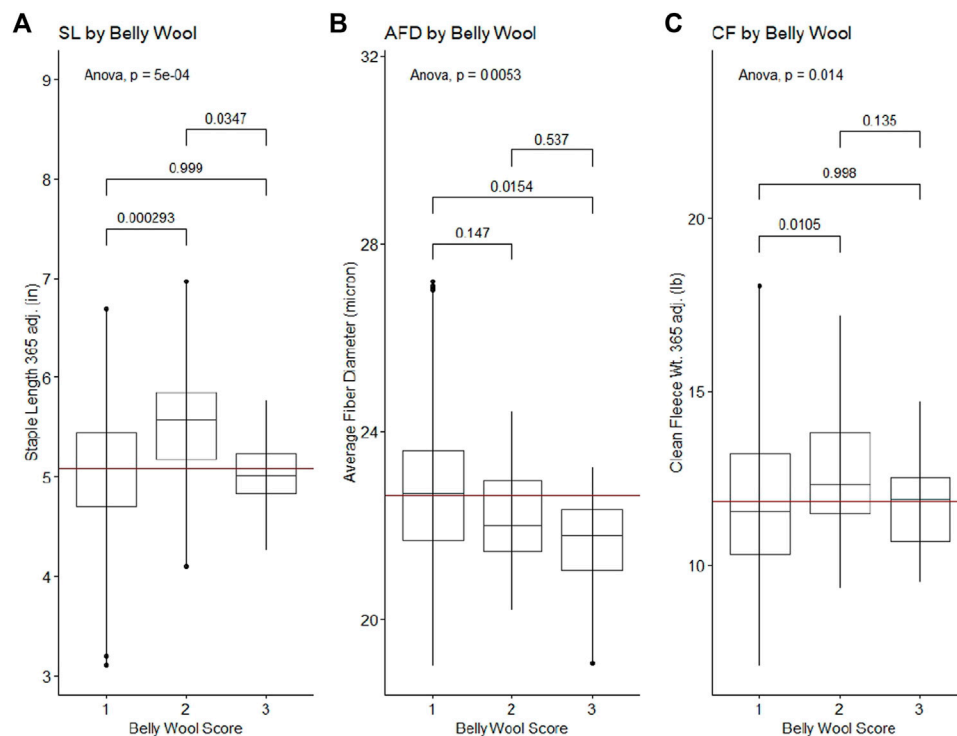 A
SL by Belly Wool
Anova, p = 5e-04
0.0347
0.999
0.000293
9
8
7
6
5
4
3
Staple Length 365 adj. (in)
1 2 3
Belly Wool Score
B
AFD by Belly Wool
Anova, p = 0.0053
0.537
0.0154
0.147
32
28
24
20
Average Fiber Diameter (micron)
1 2 3
Belly Wool Score
C
CF by Belly Wool
Anova, p = 0.014
0.135
0.998
0.0105
20
15
10
Clean Fleece Wt. 365 adj. (lb)
1 2 3
Belly Wool Score